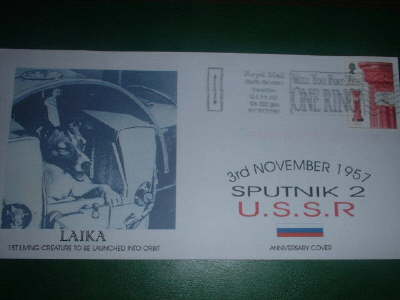 Royal Mail
ONE RING
3rd NOVEMBER 1957
SPUTNIK 2
U.S.S.R
ANNIVERSARY COVER
LAIKA
1ST LIVING CREATURE TO BE LAUNCHED INTO ORBIT